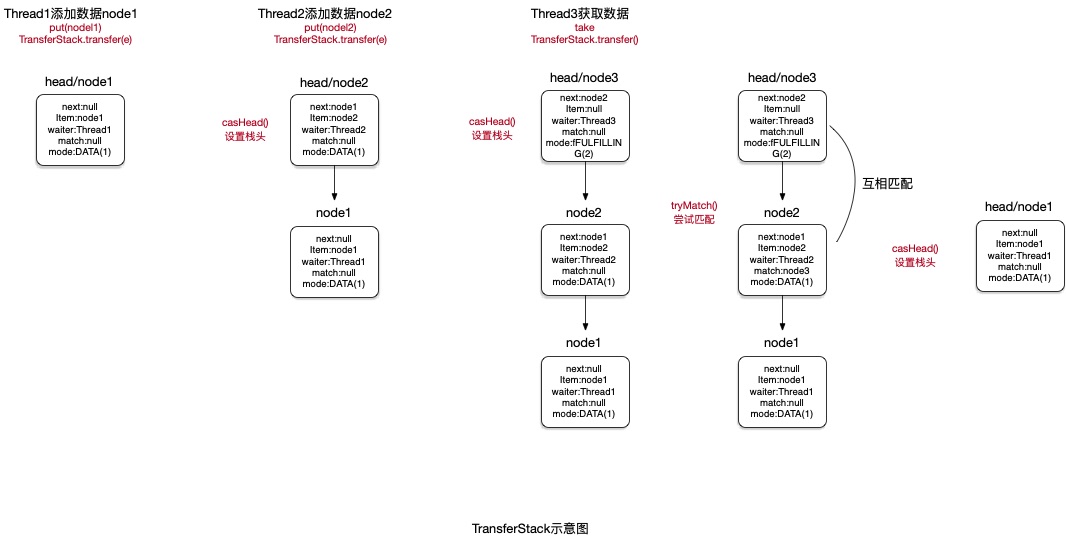 Thread1添加数据node1
put(nodel1)
TransferStack.transfer(e)
head/node1
next:null
Item:node1
waiter:Thread1
match:null
mode:DATA(1)
Thread2添加数据node2
put(nodel2)
TransferStack.transfer(e)
head/node2
casHead()
设置栈头
next:node1
Item:node2
waiter:Thread2
match:null
mode:DATA(1)
node1
next:null
Item:node1
waiter:Thread1
match:null
mode:DATA(1)
Thread3获取数据
take
TransferStack.transfer()
head/node3
casHead()
设置栈头
next:node2
Item:null
waiter:Thread3
match:null
mode:fFULFILLIN
G(2)
node2
next:node1
Item:node2
waiter:Thread2
match:null
mode:DATA(1)
node1
next:null
Item:node1
waiter:Thread1
match:null
mode:DATA(1)
head/node3
next:node2
Item:null
waiter:Thread3
match:null
mode:fFULFILLIN
G(2)
互相匹配
tryMatch()
尝试匹配
node2
next:node1
Item:node2
waiter:Thread2
match:node3
mode:DATA(1)
node1
next:null
Item:node1
waiter:Thread1
match:null
mode:DATA(1)
casHead()
设置栈头
head/node1
next:null
Item:node1
waiter:Thread1
match:null
mode:DATA(1)
TransferStack示意图